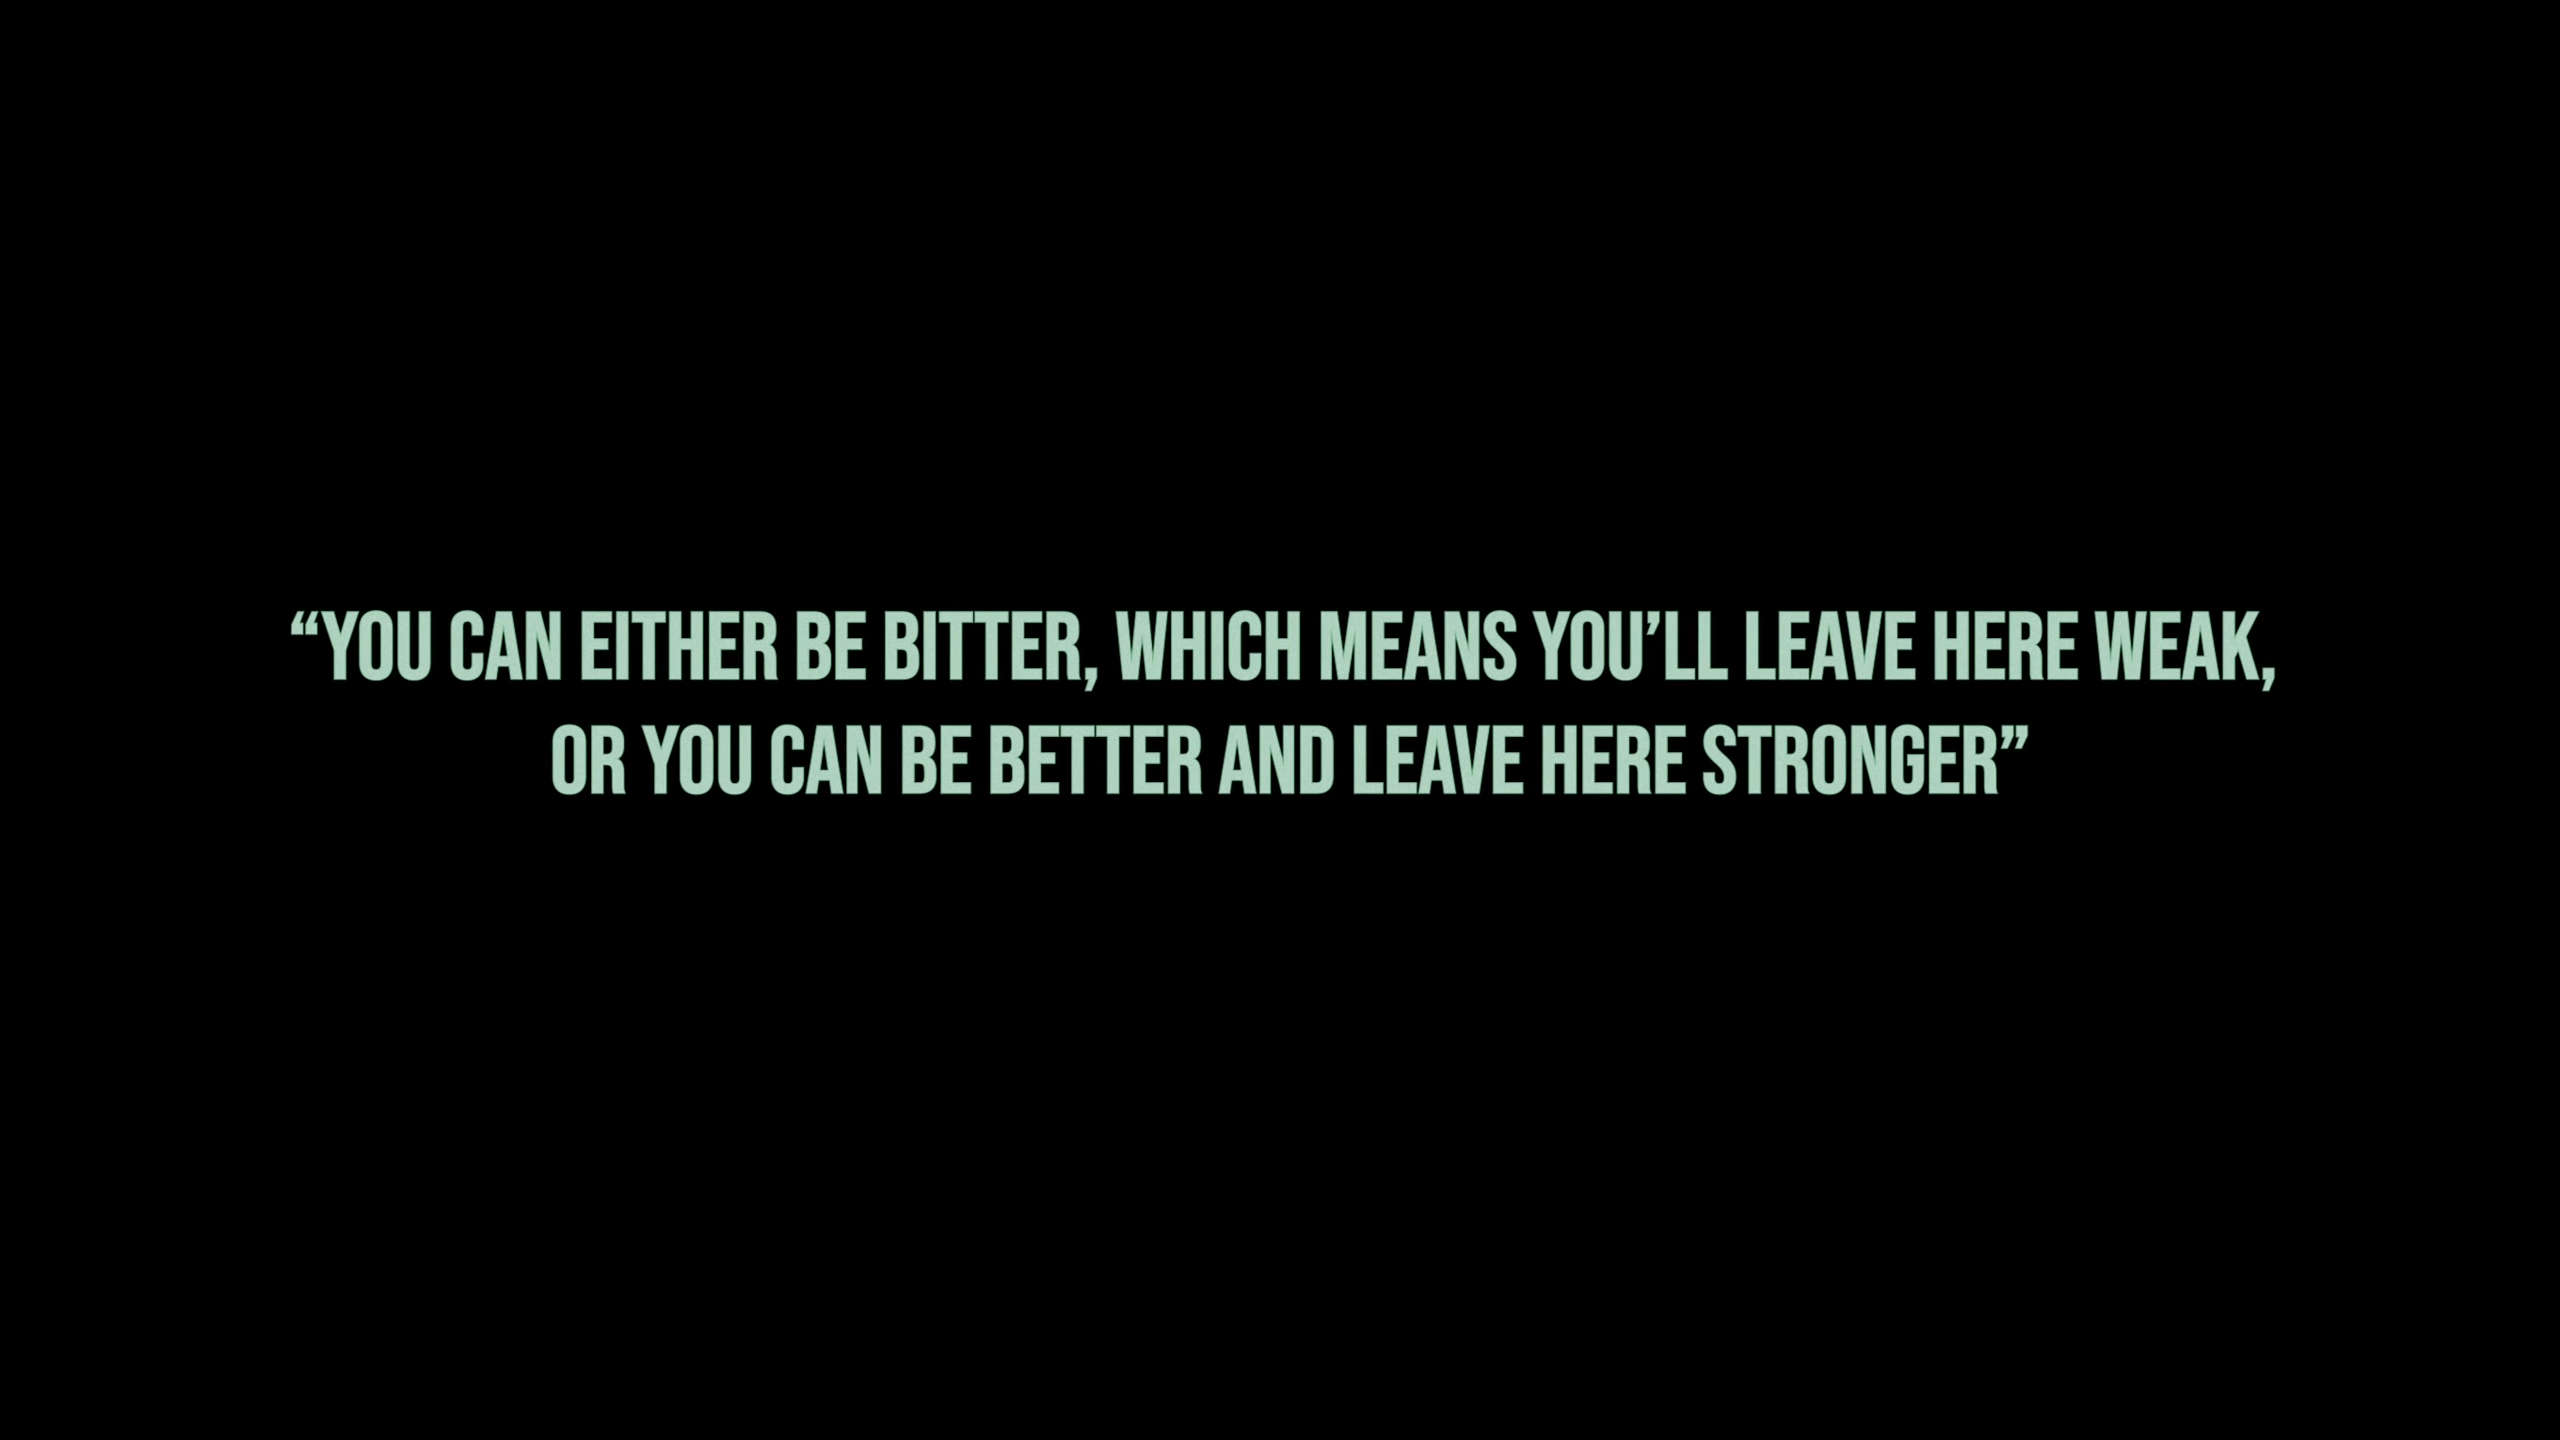 “YOU CAN EITHER BE BITTER, WHICH MEANS YOU’LL LEAVE HERE WEAK,
OR YOU CAN BE BETTER AND LEAVE HERE STRONGER”